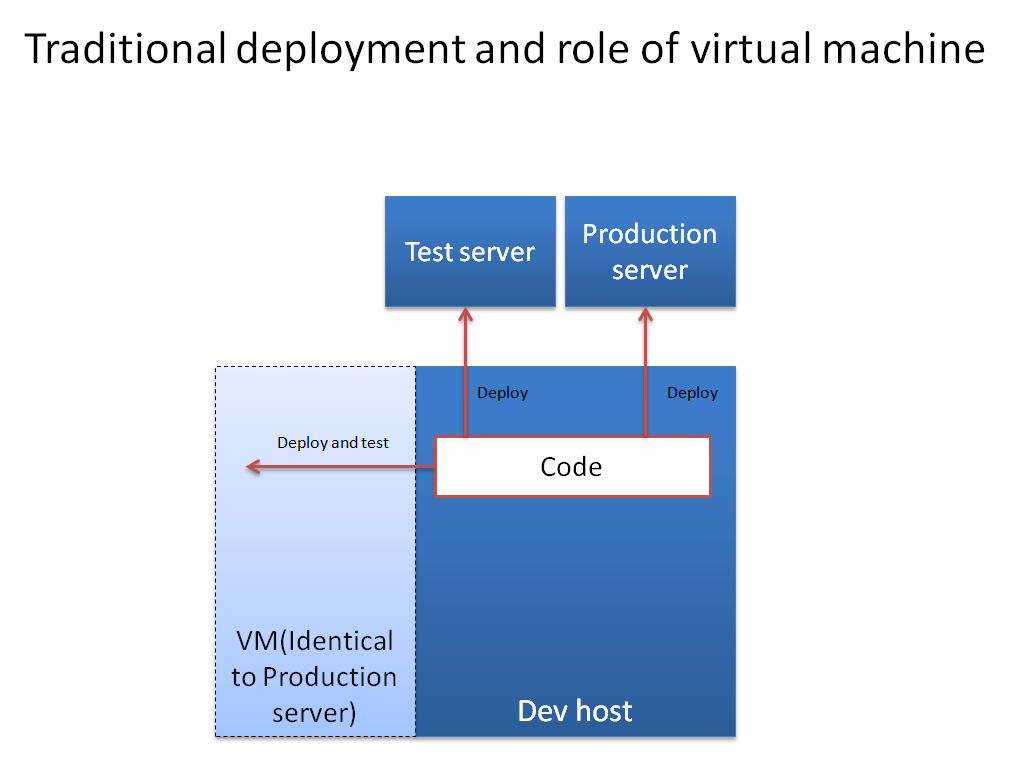 Traditional deployment and role of virtual machine
Test server
Production
server
Deploy
Deploy
Deploy and test
Code
VM(Identical
to Production
server)
Dev host